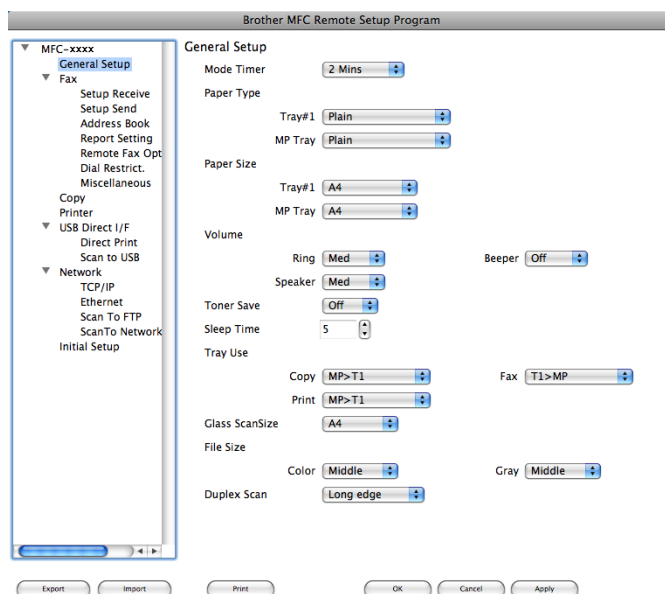 Brother MFC Remote Setup Program
MFC-xxxx
General Setup
Fax
Setup Receive
Setup Send
Address Book
Report Setting
Remote Fax Opt
Dial Restrict.
Miscellaneous
Copy
Printer
USB Direct I/F
Direct Print
Scan to USB
Network
TCP/IP
Ethernet
Scan To FTP
ScanTo Network
Initial Setup
General Setup
Mode Timer 2 Mins
Paper Type
Tray#1 Plain
MP Tray Plain
Paper Size
Tray#1 A4
MP Tray A4
Volume
Ring Med Beeper Off
Speaker Med
Toner Save Off
Sleep Time 5
Tray Use
Copy MP>T1 Fax T1>MP
Print MP>T1
Glass ScanSize A4
File Size
Color Middle Gray Middle
Duplex Scan Long edge
Export Import Print OK Cancel Apply